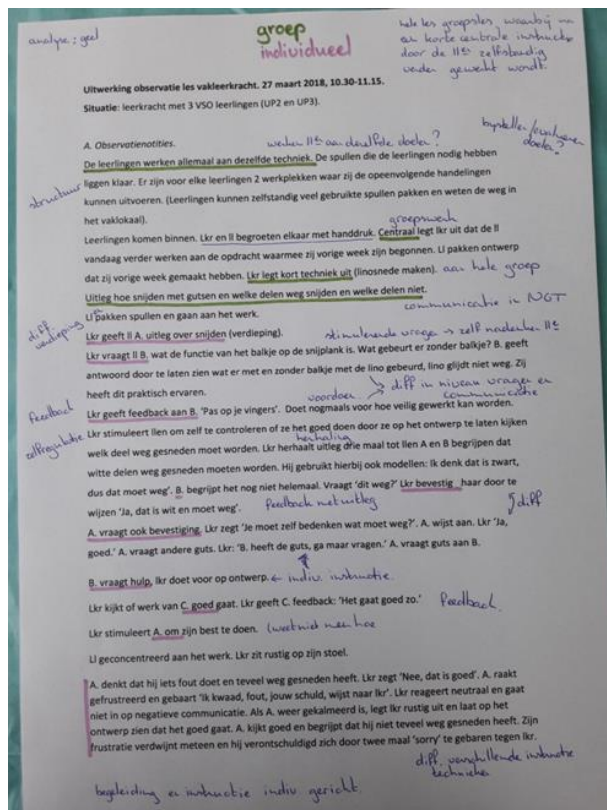 analyse : geel
groep
individueel
hele les groepsles waarbij na
een korte centrale instructie
door de lln zelfstandig
verder gewerkt wordt.
Uitwerking observatie les vakleerkracht. 27 maart 2018, 10.30-11.15.
Situatie: leerkracht met 3 VSO leerlingen (UP2 en UP3).
A. Observatienotities.
werken lln aan dezelfde doelen?
bijstellen/evalueren
doelen?
De leerlingen werken allemaal aan dezelfde techniek. De spullen die de leerlingen nodig hebben
structuur
liggen klaar. Er zijn voor elke leerlingen 2 werkplekken waar zij de opeenvolgende handelingen
kunnen uitvoeren. (Leerlingen kunnen zelfstandig veel gebruikte spullen pakken en weten de weg in
het vaklokaal).
groepswerk
Leerlingen komen binnen. Lkr en ll begroeten elkaar met handdruk. Centraal legt lkr uit dat de ll
vandaag verder werken aan de opdracht waarmee zij vorige week zijn begonnen. Ll pakken ontwerp
dat zij vorige week gemaakt hebben. Lkr legt kort techniek uit (linosnede maken). aan hele groep
Uitleg hoe snijden met gutsen en welke delen weg snijden en welke delen niet.
communicatie in NGT
Ll pakken spullen en gaan aan het werk.
diff.
verdieping
Lkr geeft ll A. uitleg over snijden (verdieping).
stimulerende vragen → zelf nadenken lln
Lkr vraagt ll B. wat de functie van het balkje op de snijplank is. Wat gebeurt er zonder balkje? B. geeft
antwoord door te laten zien wat er met en zonder balkje met de lino gebeurd, lino glijdt niet weg. Zij
heeft dit praktisch ervaren.
voordoen
diff in niveau vragen en
communicatie
feedback
Lkr geeft feedback aan B. 'Pas op je vingers'. Doet nogmaals voor hoe veilig gewerkt kan worden.
zelfregulatie
Lkr stimuleert llen om zelf te controleren of ze het goed doen door ze op het ontwerp te laten kijken
herhaling
welk deel weg gesneden moet worden. Lkr herhaalt uitleg drie maal tot llen A en B begrijpen dat
witte delen weg gesneden moeten worden. Hij gebruikt hierbij ook modellen: Ik denk dat is zwart,
dus dat moet weg'. B. begrijpt het nog niet helemaal. Vraagt 'dit weg?' Lkr bevestig haar door te
wijzen 'Ja, dat is wit en moet weg'.
feedback met uitleg
diff
A. vraagt ook bevestiging. Lkr zegt 'Je moet zelf bedenken wat moet weg?'. A. wijst aan. Lkr 'Ja,
goed.' A. vraagt andere guts. Lkr: 'B. heeft de guts, ga maar vragen.' A. vraagt guts aan B.
B. vraagt hulp, lkr doet voor op ontwerp. ← indiv. instructie.
Lkr kijkt of werk van C. goed gaat. Lkr geeft C. feedback: 'Het gaat goed zo.' feedback
Lkr stimuleert A. om zijn best te doen. (weet niet meer hoe
Ll geconcentreerd aan het werk. Lkr zit rustig op zijn stoel.
A. denkt dat hij iets fout doet en teveel weg gesneden heeft. Lkr zegt 'Nee, dat is goed'. A. raakt
gefrustreerd en gebaart 'Ik kwaad, fout, jouw schuld, wijst naar lkr'. Lkr reageert neutraal en gaat
niet in op negatieve communicatie. Als A. weer gekalmeerd is, legt lkr rustig uit en laat op het
ontwerp zien dat het goed gaat. A. kijkt goed en begrijpt dat hij niet teveel weg gesneden heeft. Zijn
frustratie verdwijnt meteen en hij verontschuldigd zich door twee maal 'sorry' te gebaren tegen lkr.
diff. verschillende instructie
technieken
begeleiding en instructie indiv gericht.